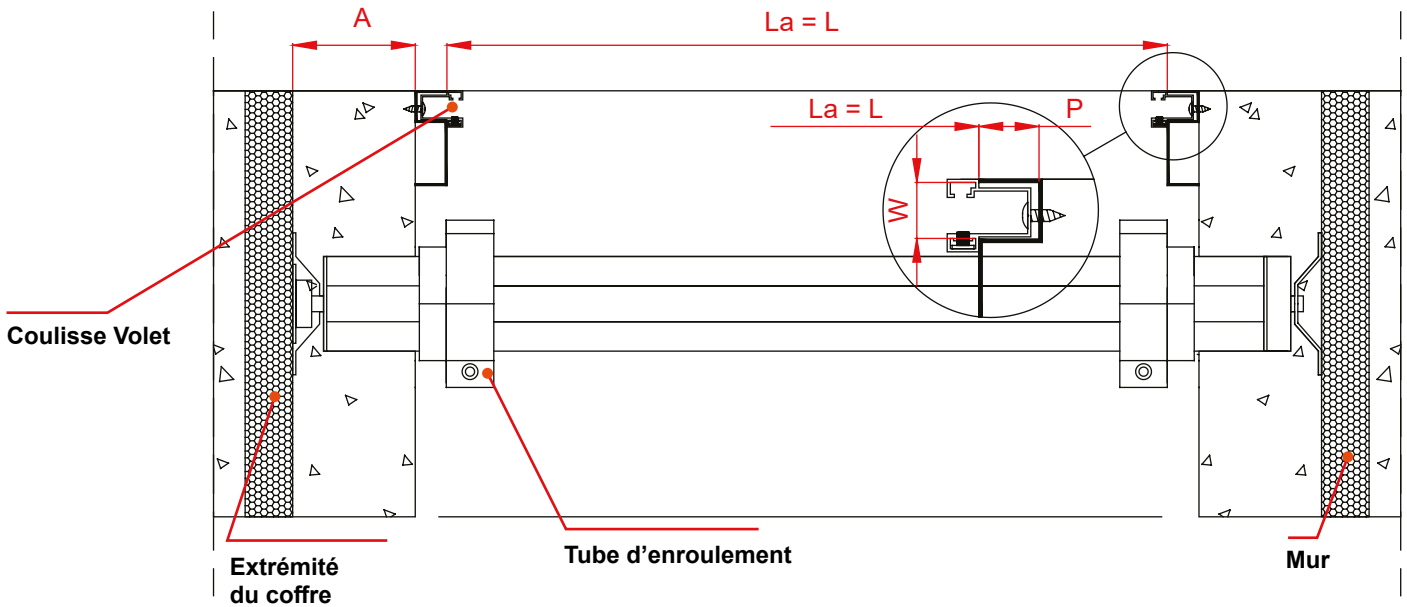 A
La = L
La = L
P
W
Coulisse Volet
Tube d’enroulement
Mur
Extrémité
du coffre